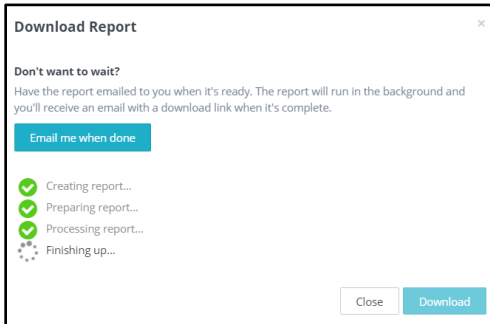 Download Report
×
Don't want to wait?
Have the report emailed to you when it's ready. The report will run in the background and
you'll receive an email with a download link when it's complete.
Email me when done
Creating report...
Preparing report...
Processing report...
Finishing up...
Close Download